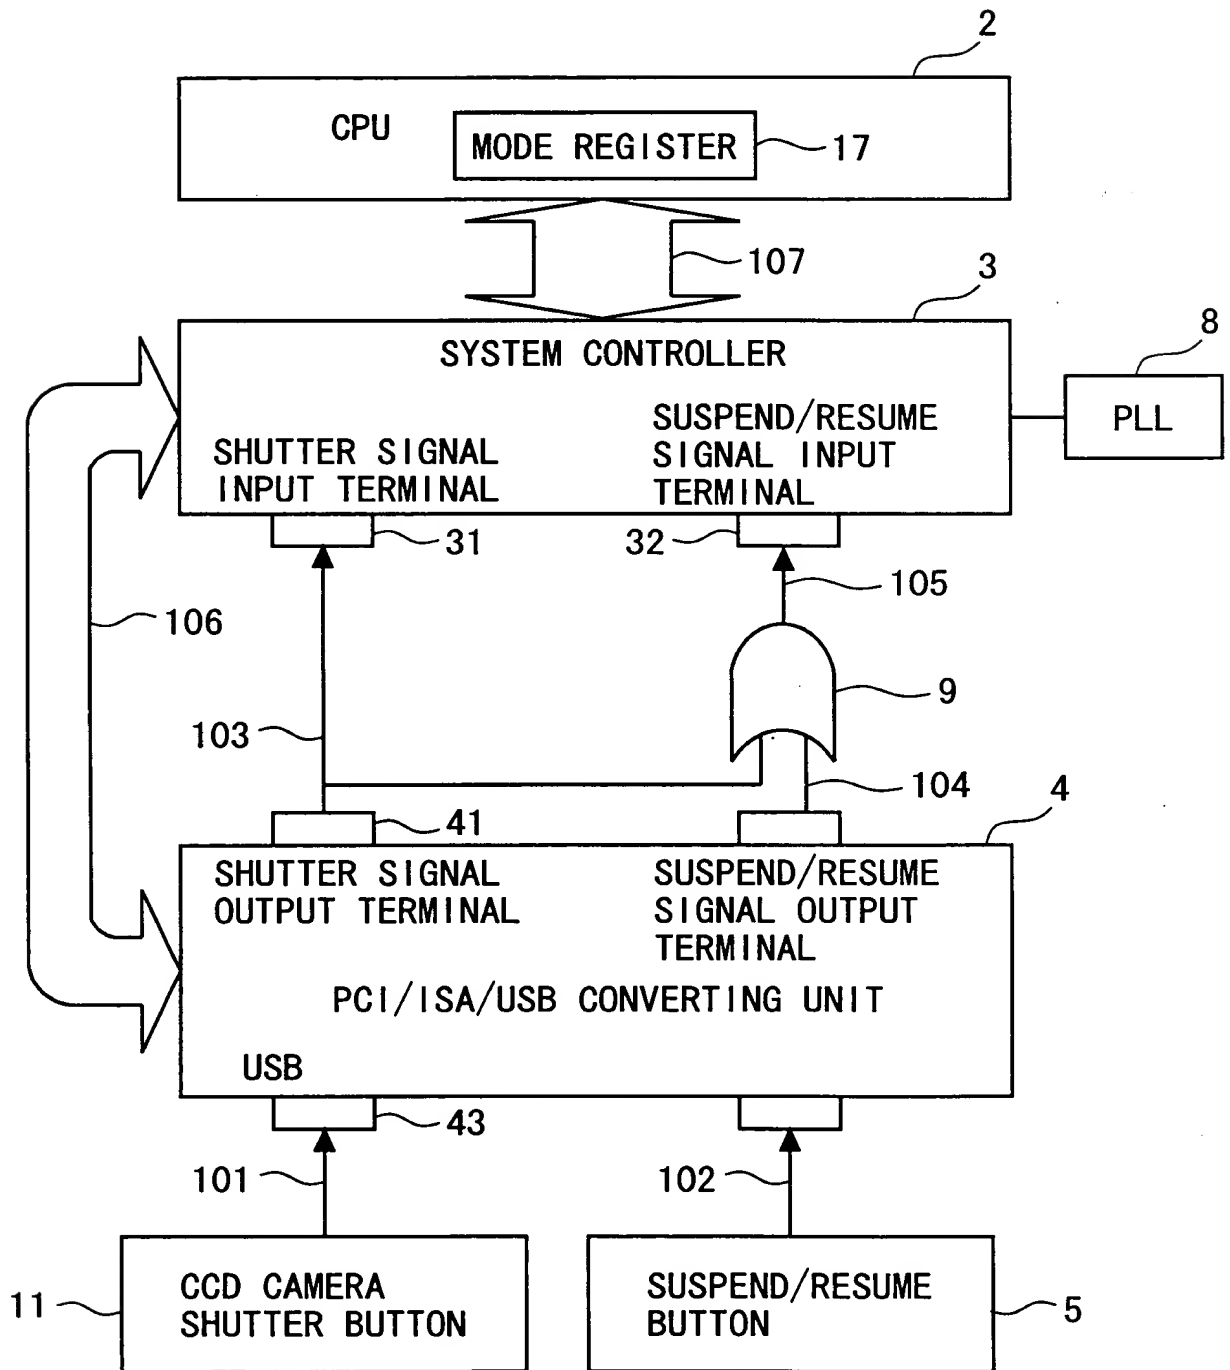 2
CPU
MODE REGISTER
17
107
3
8
SYSTEM CONTROLLER
PLL
SUSPEND/RESUME
SIGNAL INPUT
TERMINAL
SHUTTER SIGNAL
INPUT TERMINAL
31
32
105
106
9
103
104
41
4
SHUTTER SIGNAL
OUTPUT TERMINAL
SUSPEND/RESUME
SIGNAL OUTPUT
TERMINAL
PCI/ISA/USB CONVERTING UNIT
USB
43
101
102
11
CCD CAMERA
SHUTTER BUTTON
SUSPEND/RESUME
BUTTON
5